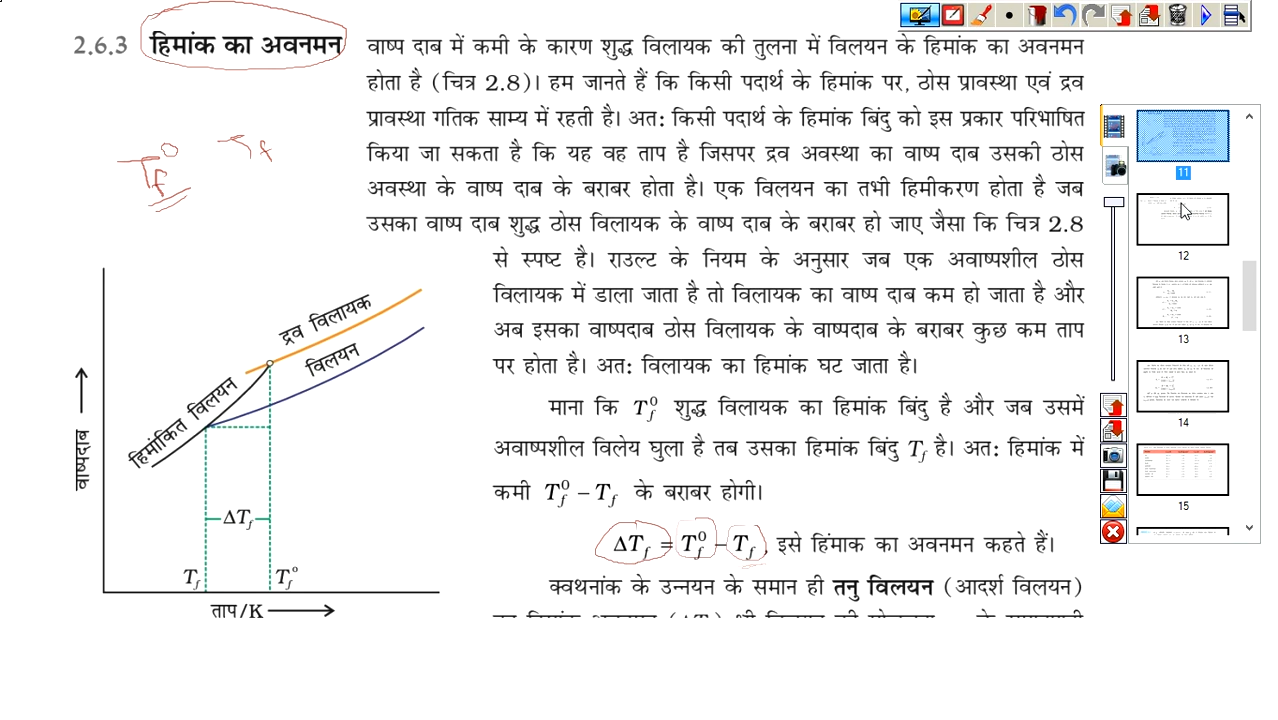 2.6.3 हिमांक का अवनमन
वाष्प दाब में कमी के कारण शुद्ध विलायक की तुलना में विलयन के हिमांक का अवनमन
होता है (चित्र 2.8)। हम जानते हैं कि किसी पदार्थ के हिमांक पर, ठोस प्रावस्था एवं द्रव
प्रावस्था गतिक साम्य में रहती है। अतः किसी पदार्थ के हिमांक बिंदु को इस प्रकार परिभाषित
किया जा सकता है कि यह वह ताप है जिसपर द्रव अवस्था का वाष्प दाब उसकी ठोस
अवस्था के वाष्प दाब के बराबर होता है। एक विलयन का तभी हिमीकरण होता है जब
उसका वाष्प दाब शुद्ध ठोस विलायक के वाष्प दाब के बराबर हो जाए जैसा कि चित्र 2.8
से स्पष्ट है। राउल्ट के नियम के अनुसार जब एक अवाष्पशील ठोस
विलायक में डाला जाता है तो विलायक का वाष्प दाब कम हो जाता है और
अब इसका वाष्पदाब ठोस विलायक के वाष्पदाब के बराबर कुछ कम ताप
पर होता है। अतः विलायक का हिमांक घट जाता है।
माना कि T_f^0 शुद्ध विलायक का हिमांक बिंदु है और जब उसमें
अवाष्पशील विलेय घुला है तब उसका हिमांक बिंदु T_f है। अतः हिमांक में
कमी T_f^0 – T_f के बराबर होगी।
ΔT_f = T_f^0 – T_f, इसे हिंमाक का अवनमन कहते हैं।
क्वथनांक के उन्नयन के समान ही तनु विलयन (आदर्श विलयन)
T_f^0 T_f
द्रव विलायक
विलयन
हिमांकित विलयन
वाष्पदाब
ΔT_f
T_f T_f°
ताप/K
11
12
13
14
15